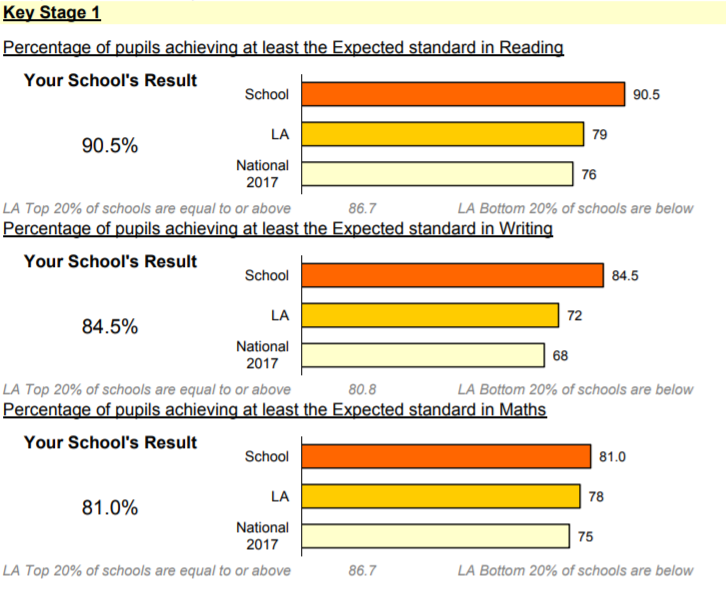 Key Stage 1
Percentage of pupils achieving at least the Expected standard in Reading
Your School's Result
School 90.5
LA 79
90.5%
National 2017 76
LA Top 20% of schools are equal to or above 86.7 LA Bottom 20% of schools are below
Percentage of pupils achieving at least the Expected standard in Writing
Your School's Result
School 84.5
LA 72
84.5%
National 2017 68
LA Top 20% of schools are equal to or above 80.8 LA Bottom 20% of schools are below
Percentage of pupils achieving at least the Expected standard in Maths
Your School's Result
School 81.0
LA 78
81.0%
National 2017 75
LA Top 20% of schools are equal to or above 86.7 LA Bottom 20% of schools are below